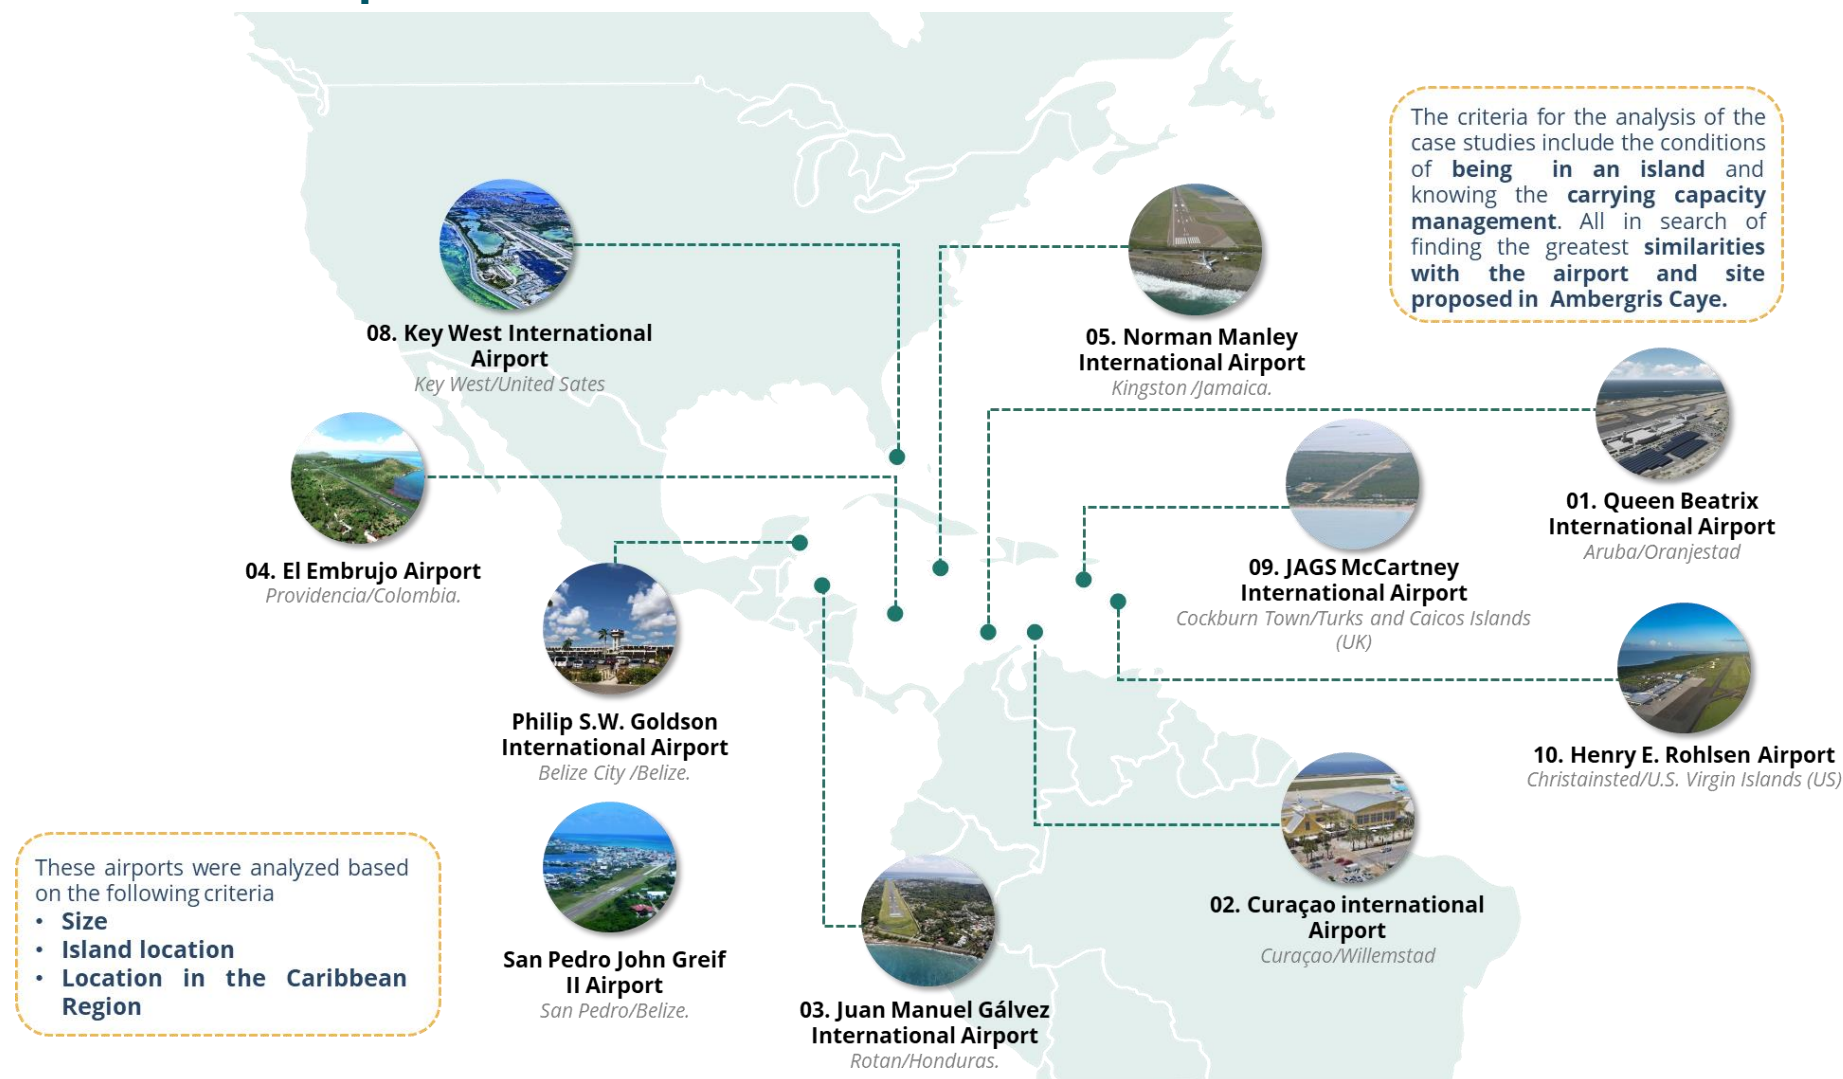 The criteria for the analysis of the
case studies include the conditions
of being in an island and
knowing the carrying capacity
management. All in search of
finding the greatest similarities
with the airport and site
proposed in Ambergris Caye.
08. Key West International
Airport
Key West/United Sates
05. Norman Manley
International Airport
Kingston /Jamaica.
01. Queen Beatrix
International Airport
Aruba/Oranjestad
04. El Embrujo Airport
Providencia/Colombia.
09. JAGS McCartney
International Airport
Cockburn Town/Turks and Caicos Islands
(UK)
Philip S.W. Goldson
International Airport
Belize City /Belize.
10. Henry E. Rohlsen Airport
Christainsted/U.S. Virgin Islands (US)
These airports were analyzed based
on the following criteria
• Size
• Island location
• Location in the Caribbean
Region
San Pedro John Greif
II Airport
San Pedro/Belize.
02. Curaçao international
Airport
Curaçao/Willemstad
03. Juan Manuel Gálvez
International Airport
Rotan/Honduras.